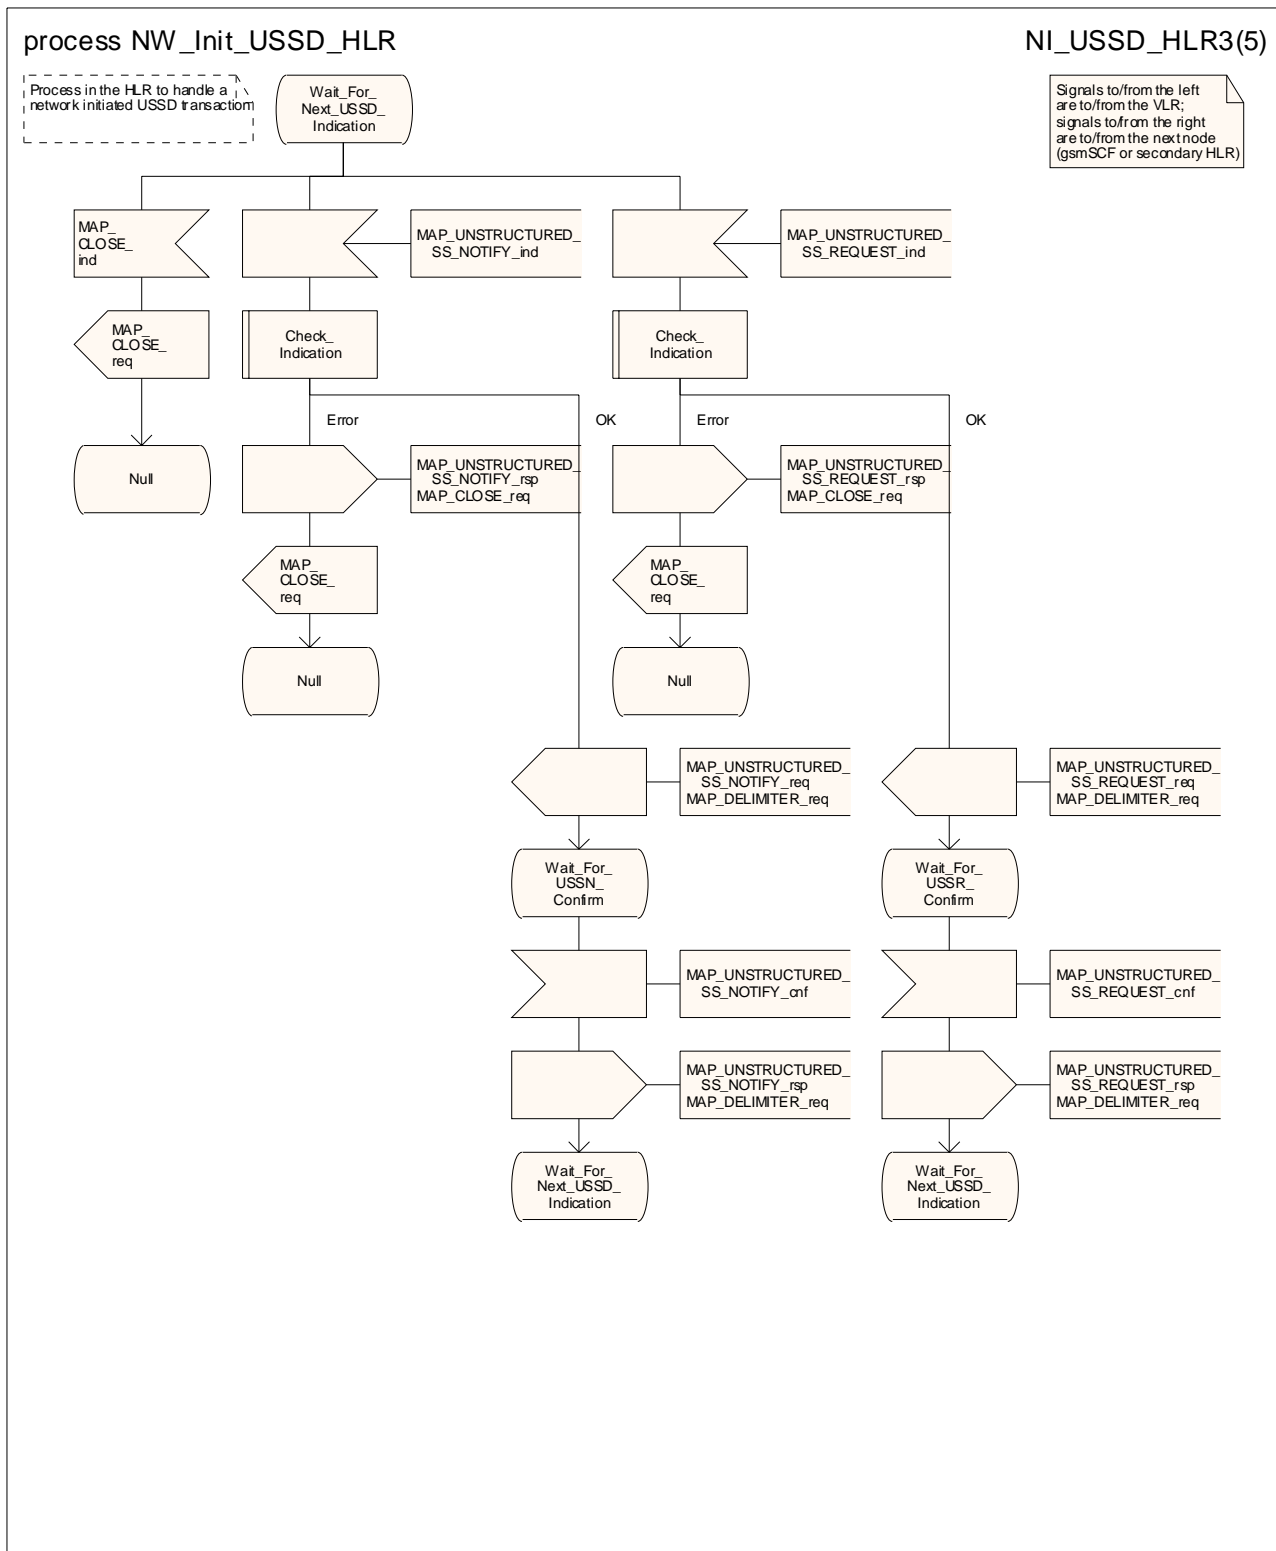 process NW_Init_USSD_HLR
NI_USSD_HLR3(5)
Process in the HLR to handle a
network initiated USSD transaction
Wait_For_
Next_USSD_
Indication
Signals to/from the left
are to/from the VLR;
signals to/from the right
are to/from the next node
(gsmSCF or secondary HLR)
MAP_
CLOSE_
ind
MAP_UNSTRUCTURED_
SS_NOTIFY_ind
MAP_UNSTRUCTURED_
SS_REQUEST_ind
MAP_
CLOSE_
req
Check_
Indication
Check_
Indication
Error
OK
Error
OK
Null
MAP_UNSTRUCTURED_
SS_NOTIFY_rsp
MAP_CLOSE_req
MAP_UNSTRUCTURED_
SS_REQUEST_rsp
MAP_CLOSE_req
MAP_
CLOSE_
req
MAP_
CLOSE_
req
Null
Null
MAP_UNSTRUCTURED_
SS_NOTIFY_req
MAP_DELIMITER_req
MAP_UNSTRUCTURED_
SS_REQUEST_req
MAP_DELIMITER_req
Wait_For_
USSN_
Confirm
Wait_For_
USSR_
Confirm
MAP_UNSTRUCTURED_
SS_NOTIFY_cnf
MAP_UNSTRUCTURED_
SS_REQUEST_cnf
MAP_UNSTRUCTURED_
SS_NOTIFY_rsp
MAP_DELIMITER_req
MAP_UNSTRUCTURED_
SS_REQUEST_rsp
MAP_DELIMITER_req
Wait_For_
Next_USSD_
Indication
Wait_For_
Next_USSD_
Indication